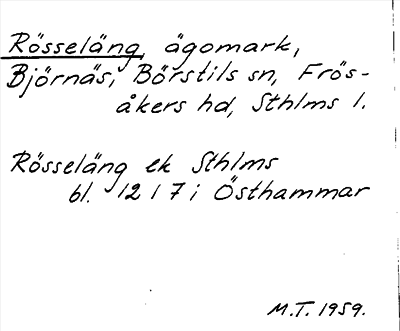 Rösseläng, ägomark,
Björnäs, Börstils sn, Frös-
åkers hd, Sthlms l.
Rösseläng ek Sthlms
bl. 12 I 7 i Östhammar
M.T. 1959.